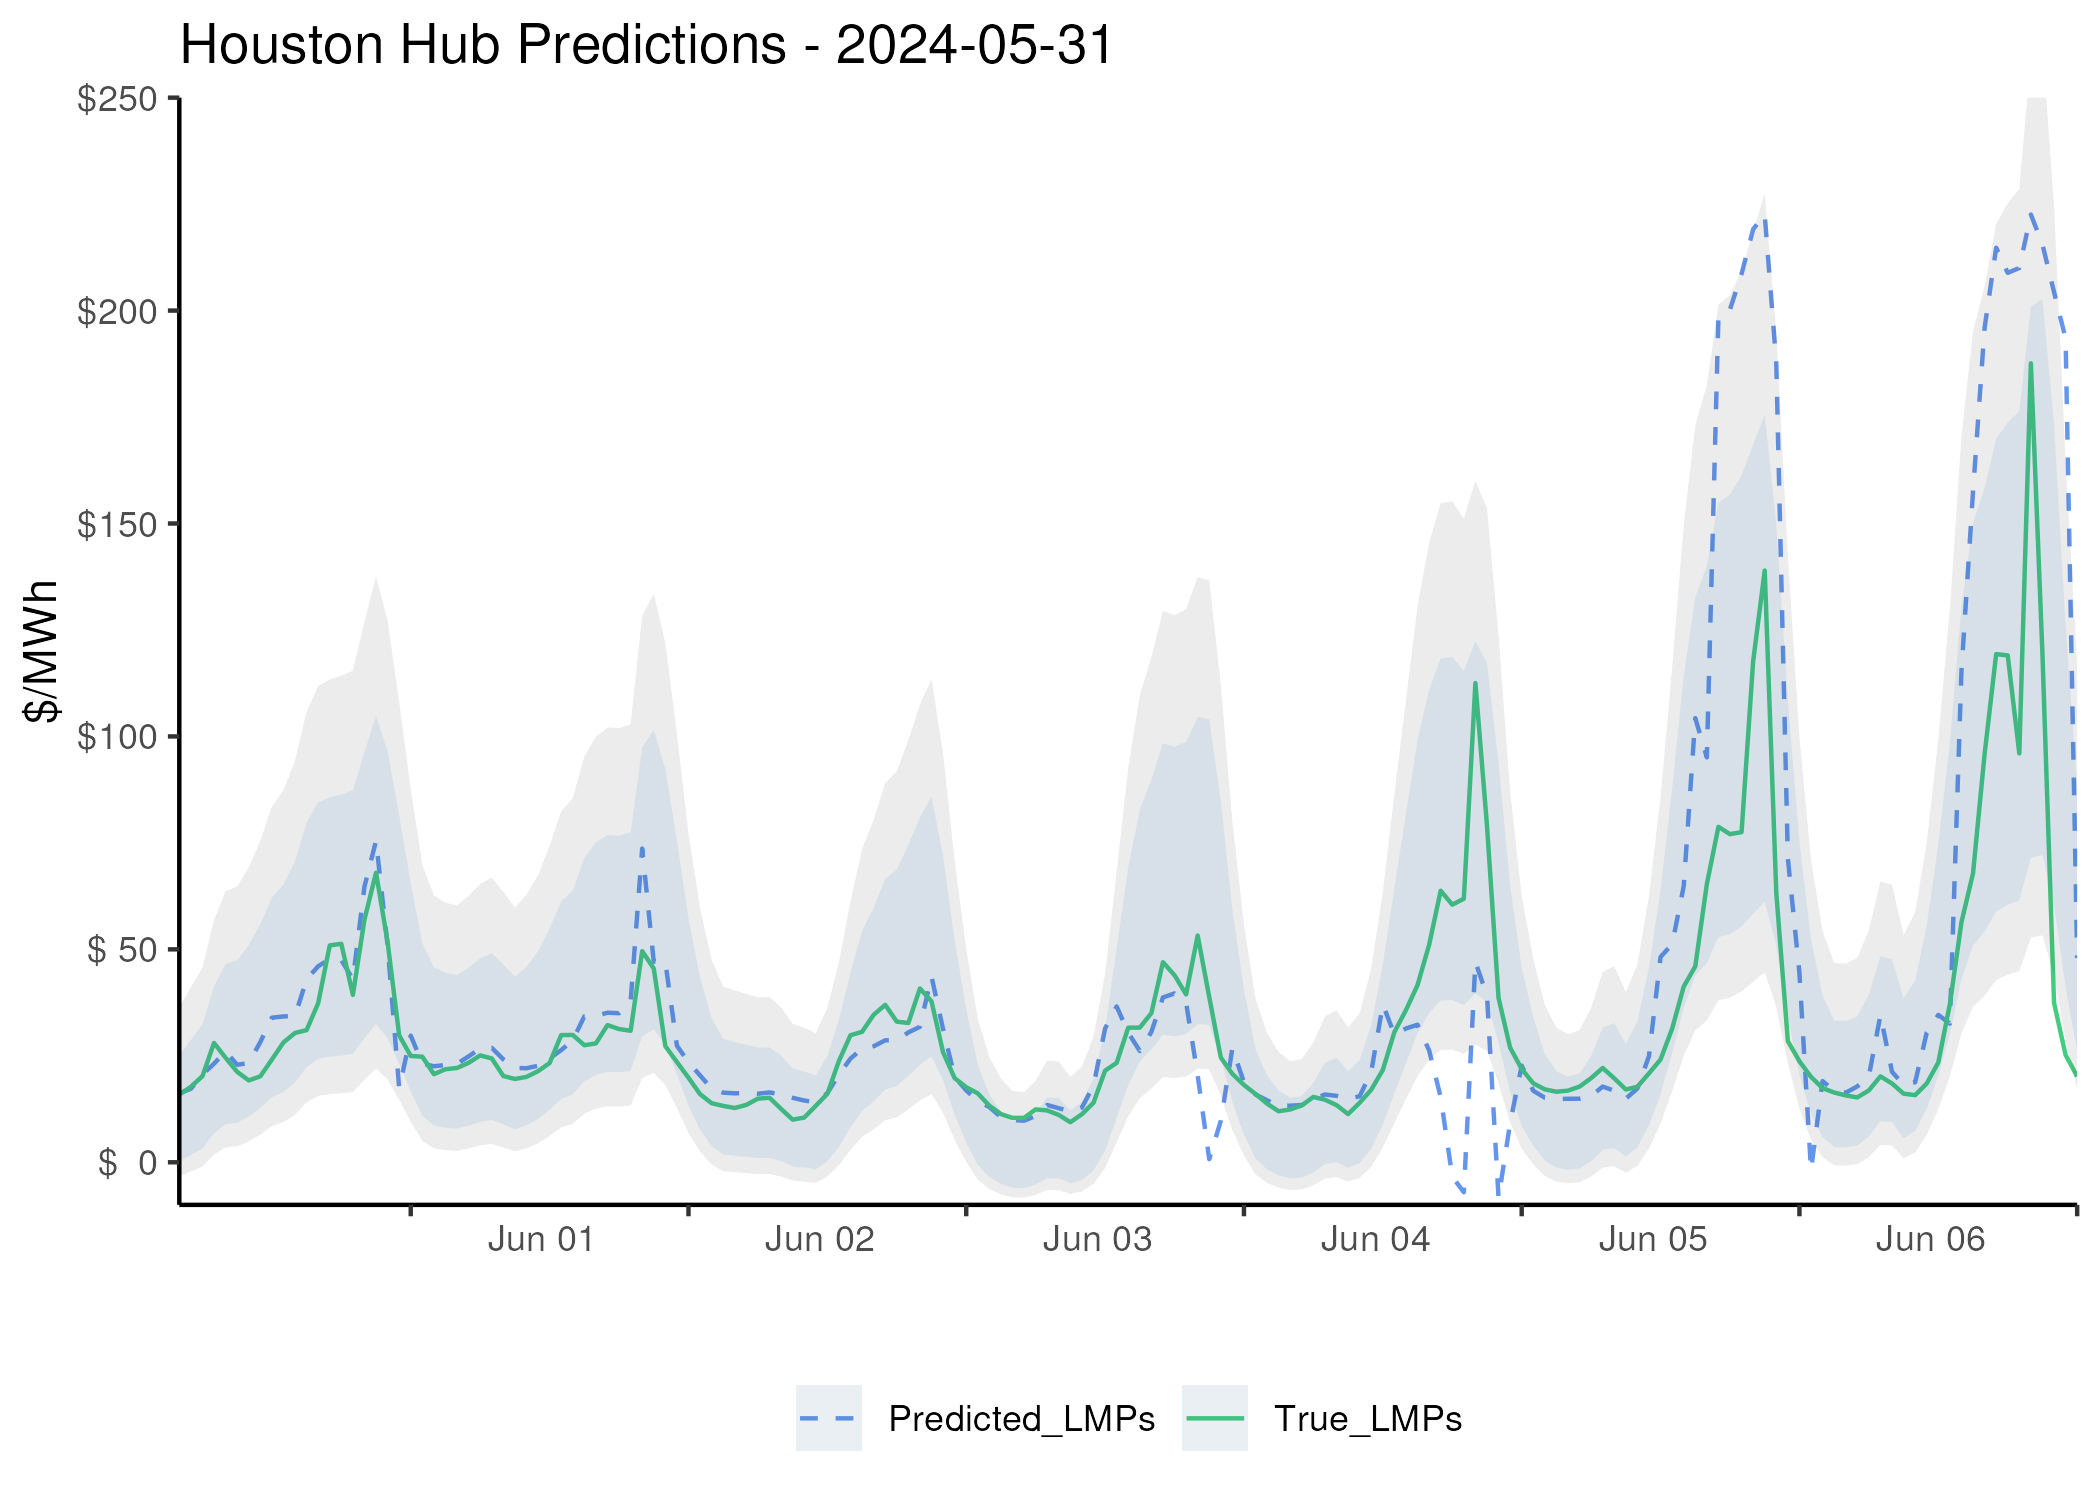 Houston Hub Predictions - 2024-05-31
$250
$200
$150
$100
$ 50
$  0
$/MWh
Jun 01 Jun 02 Jun 03 Jun 04 Jun 05 Jun 06
Predicted_LMPs True_LMPs